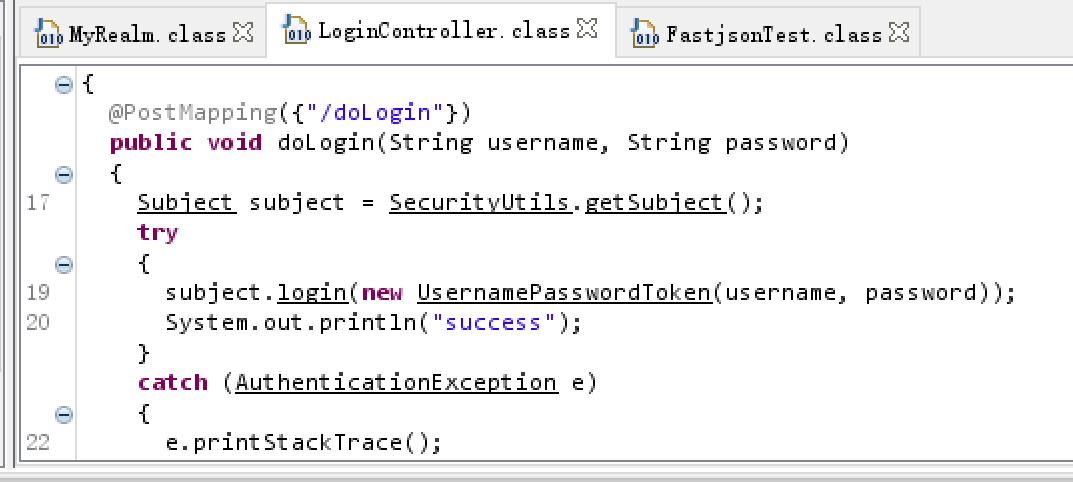 MyRealm.class LoginController.class FastjsonTest.class
{
@PostMapping({"/doLogin"})
public void doLogin(String username, String password)
{
17 Subject subject = SecurityUtils.getSubject();
try
{
19 subject.login(new UsernamePasswordToken(username, password));
20 System.out.println("success");
}
catch (AuthenticationException e)
{
22 e.printStackTrace();